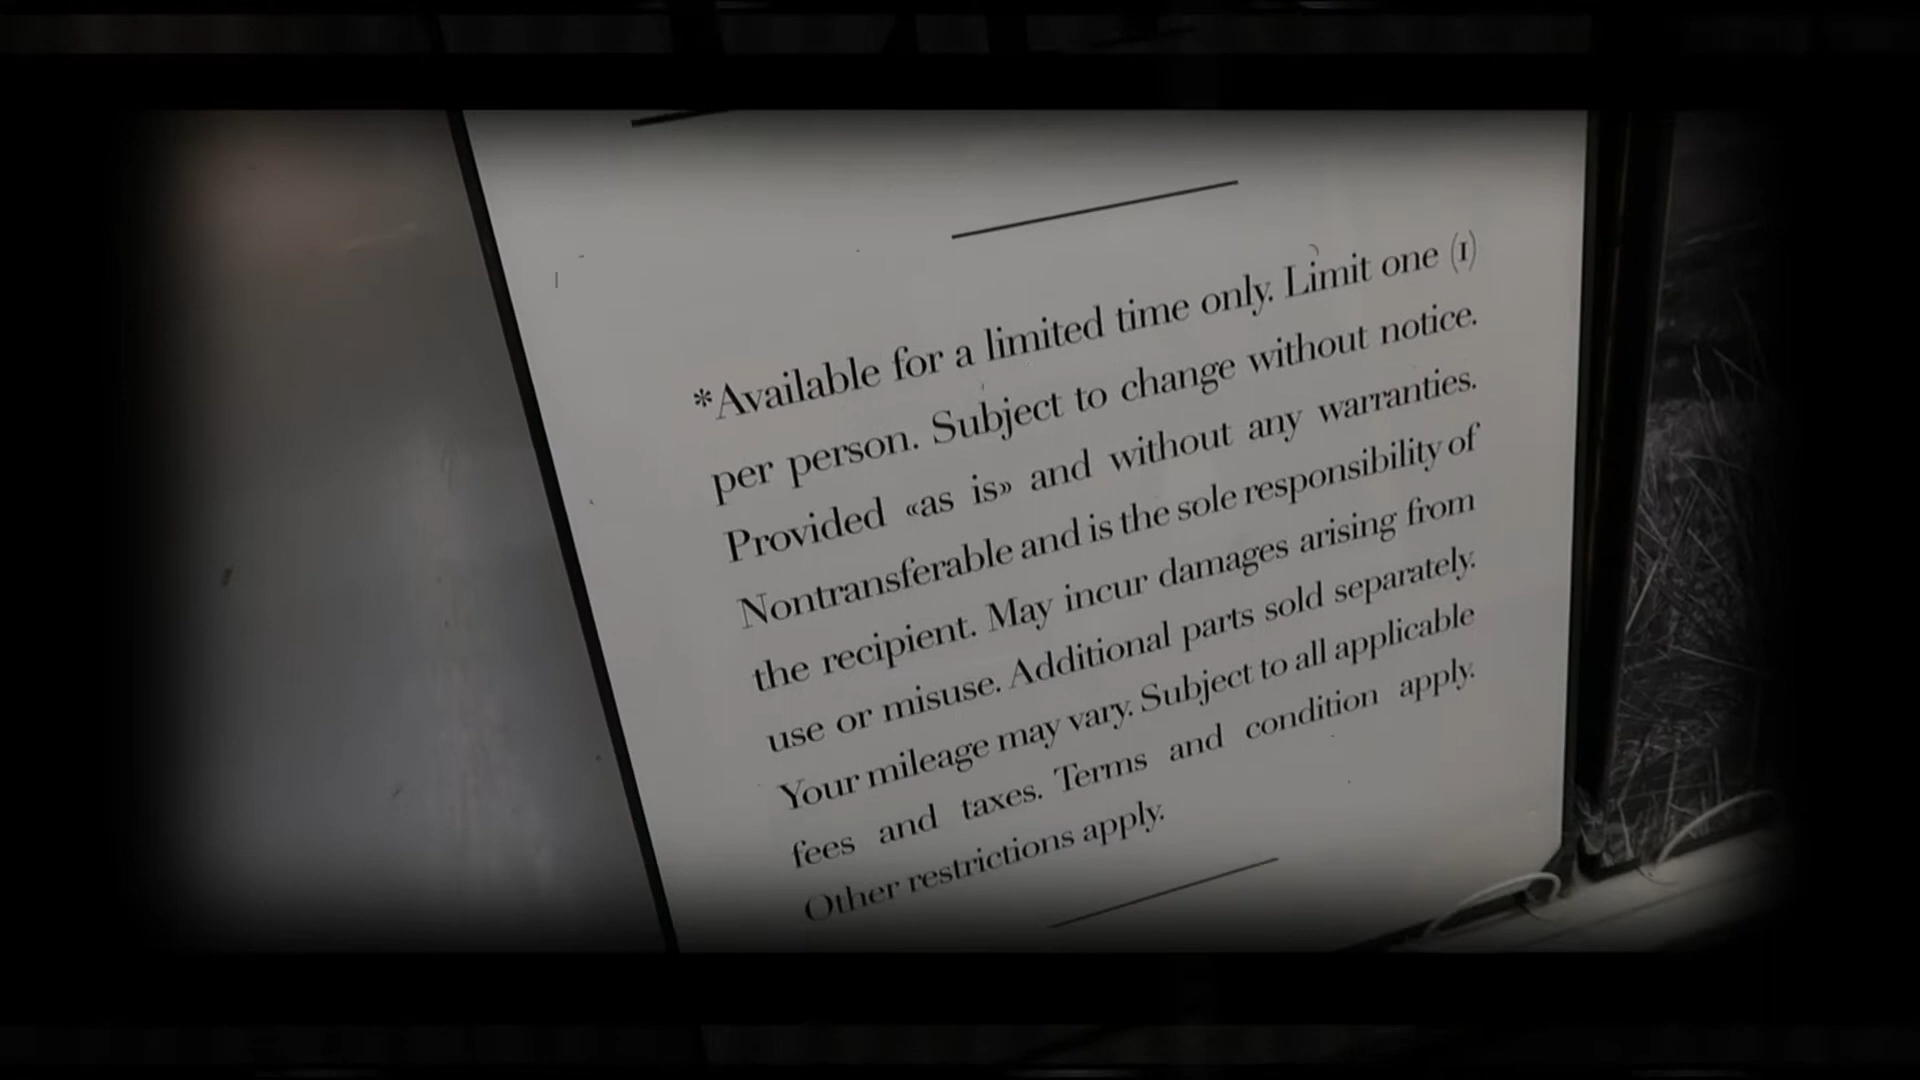 *Available for a limited time only. Limit one (1)
per person. Subject to change without notice.
Provided «as is» and without any warranties.
Nontransferable and is the sole responsibility of
the recipient. May incur damages arising from
use or misuse. Additional parts sold separately.
Your mileage may vary. Subject to all applicable
fees and taxes. Terms and condition apply.
Other restrictions apply.